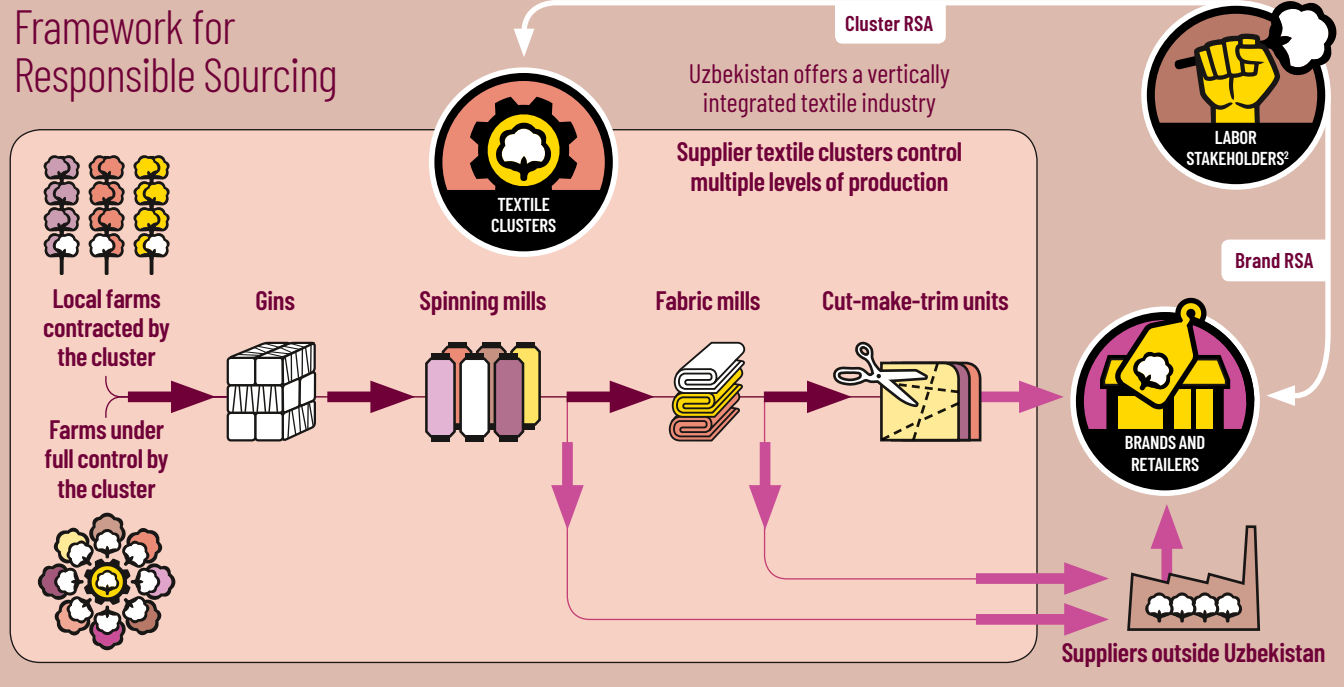 Framework for
Responsible Sourcing
Cluster RSA
Uzbekistan offers a vertically
integrated textile industry
Supplier textile clusters control
multiple levels of production
TEXTILE
CLUSTERS
LABOR
STAKEHOLDERS²
Brand RSA
Local farms
contracted by
the cluster
Gins
Spinning mills
Fabric mills
Cut-make-trim units
Farms under
full control by
the cluster
BRANDS AND
RETAILERS
Suppliers outside Uzbekistan